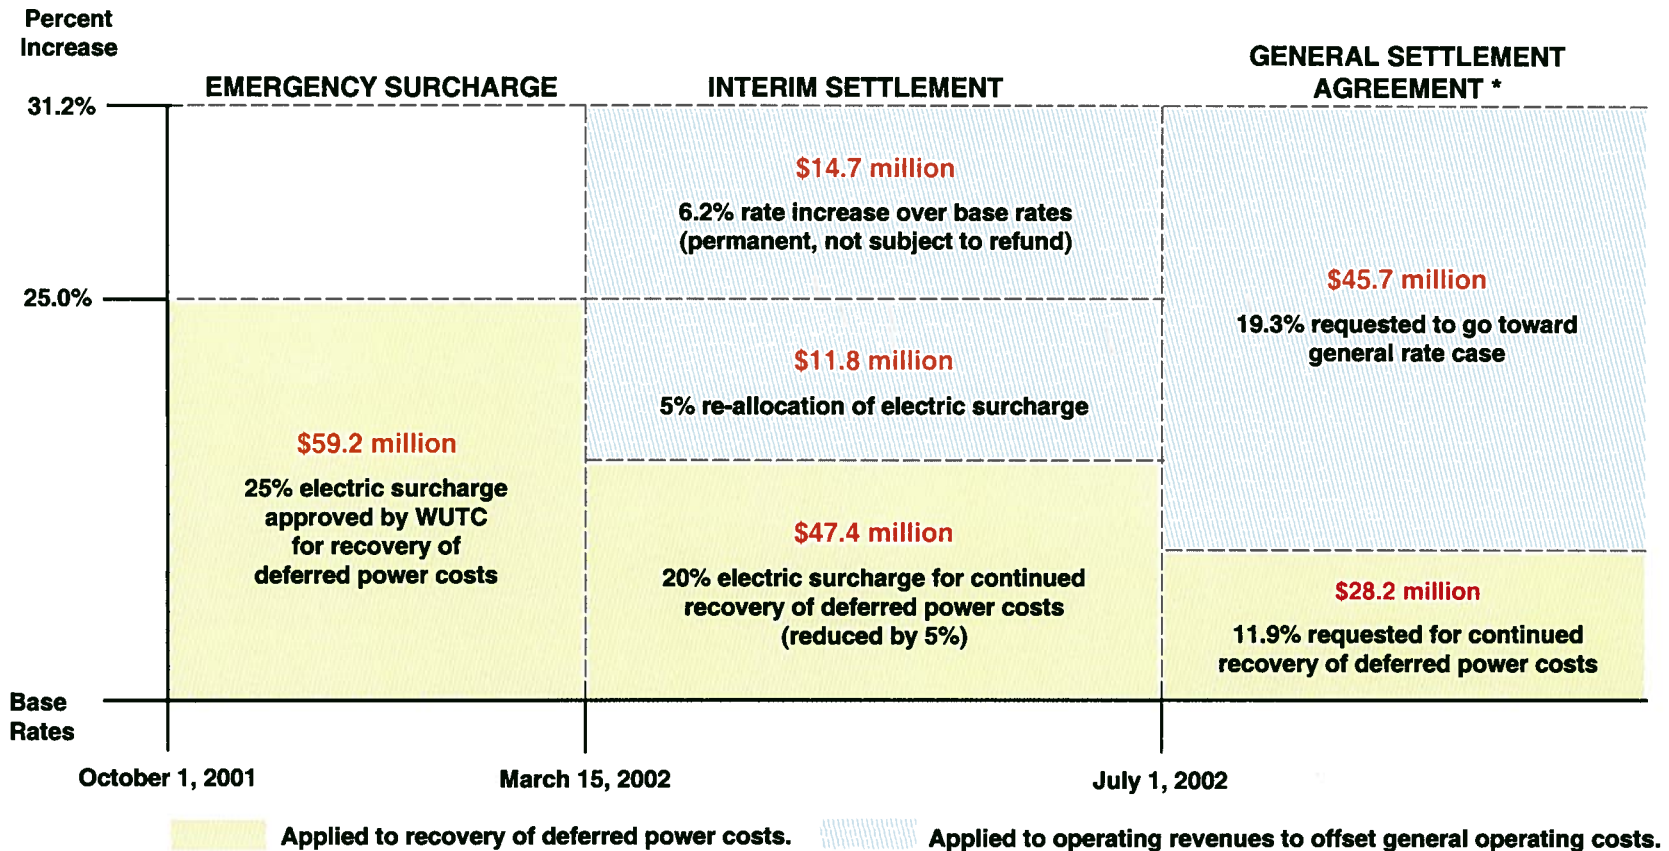 Percent
Increase
EMERGENCY SURCHARGE
INTERIM SETTLEMENT
GENERAL SETTLEMENT
AGREEMENT *
31.2%
$14.7 million
6.2% rate increase over base rates
(permanent, not subject to refund)
25.0%
$45.7 million
19.3% requested to go toward
general rate case
$11.8 million
5% re-allocation of electric surcharge
$59.2 million
25% electric surcharge
approved by WUTC
for recovery of
deferred power costs
$47.4 million
20% electric surcharge for continued
recovery of deferred power costs
(reduced by 5%)
$28.2 million
11.9% requested for continued
recovery of deferred power costs
Base
Rates
October 1, 2001
March 15, 2002
July 1, 2002
Applied to recovery of deferred power costs.
Applied to operating revenues to offset general operating costs.